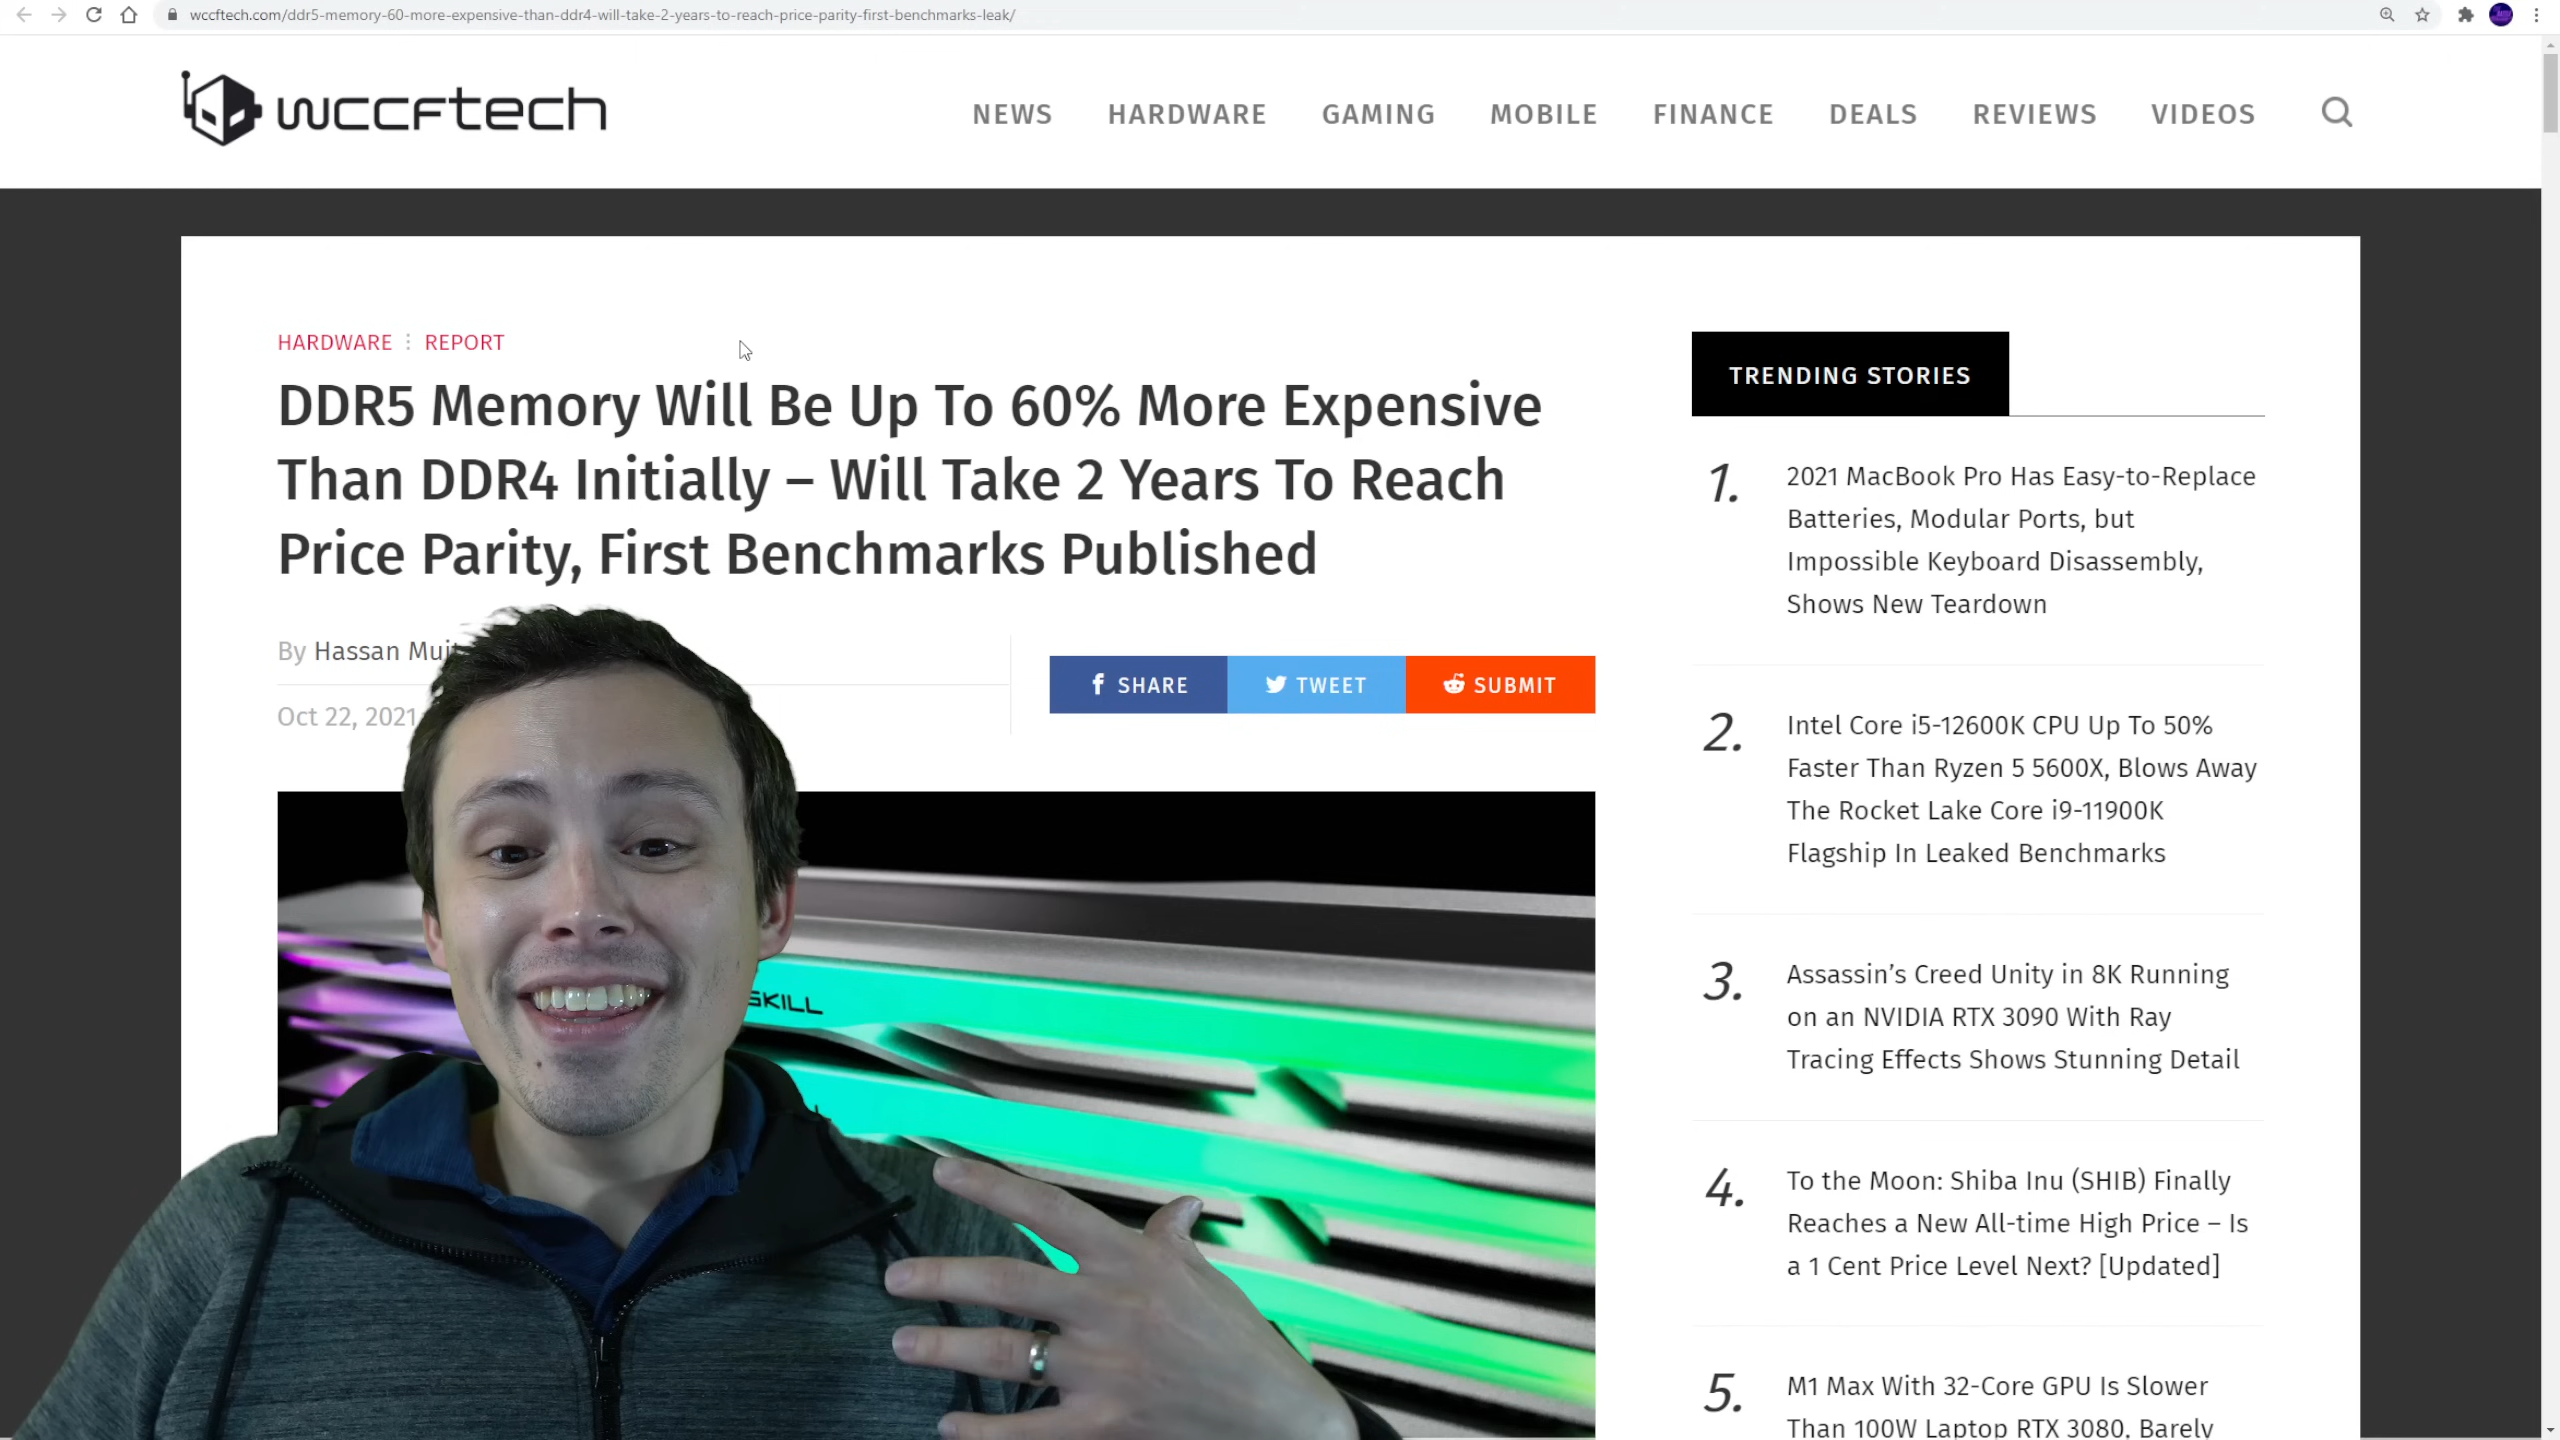 wccftech.com/ddr5-memory-60-more-expensive-than-ddr4-will-take-2-years-to-reach-price-parity-first-benchmarks-leak/
wccftech
NEWS HARDWARE GAMING MOBILE FINANCE DEALS REVIEWS VIDEOS
HARDWARE REPORT
DDR5 Memory Will Be Up To 60% More Expensive
Than DDR4 Initially – Will Take 2 Years To Reach
Price Parity, First Benchmarks Published
By Hassan
Oct 22, 2021
SHARE TWEET SUBMIT
SKILL
TRENDING STORIES
1. 2021 MacBook Pro Has Easy-to-Replace
Batteries, Modular Ports, but
Impossible Keyboard Disassembly,
Shows New Teardown
2. Intel Core i5-12600K CPU Up To 50%
Faster Than Ryzen 5 5600X, Blows Away
The Rocket Lake Core i9-11900K
Flagship In Leaked Benchmarks
3. Assassin’s Creed Unity in 8K Running
on an NVIDIA RTX 3090 With Ray
Tracing Effects Shows Stunning Detail
4. To the Moon: Shiba Inu (SHIB) Finally
Reaches a New All-time High Price – Is
a 1 Cent Price Level Next? [Updated]
5. M1 Max With 32-Core GPU Is Slower
Than 100W Laptop RTX 3080, Barely